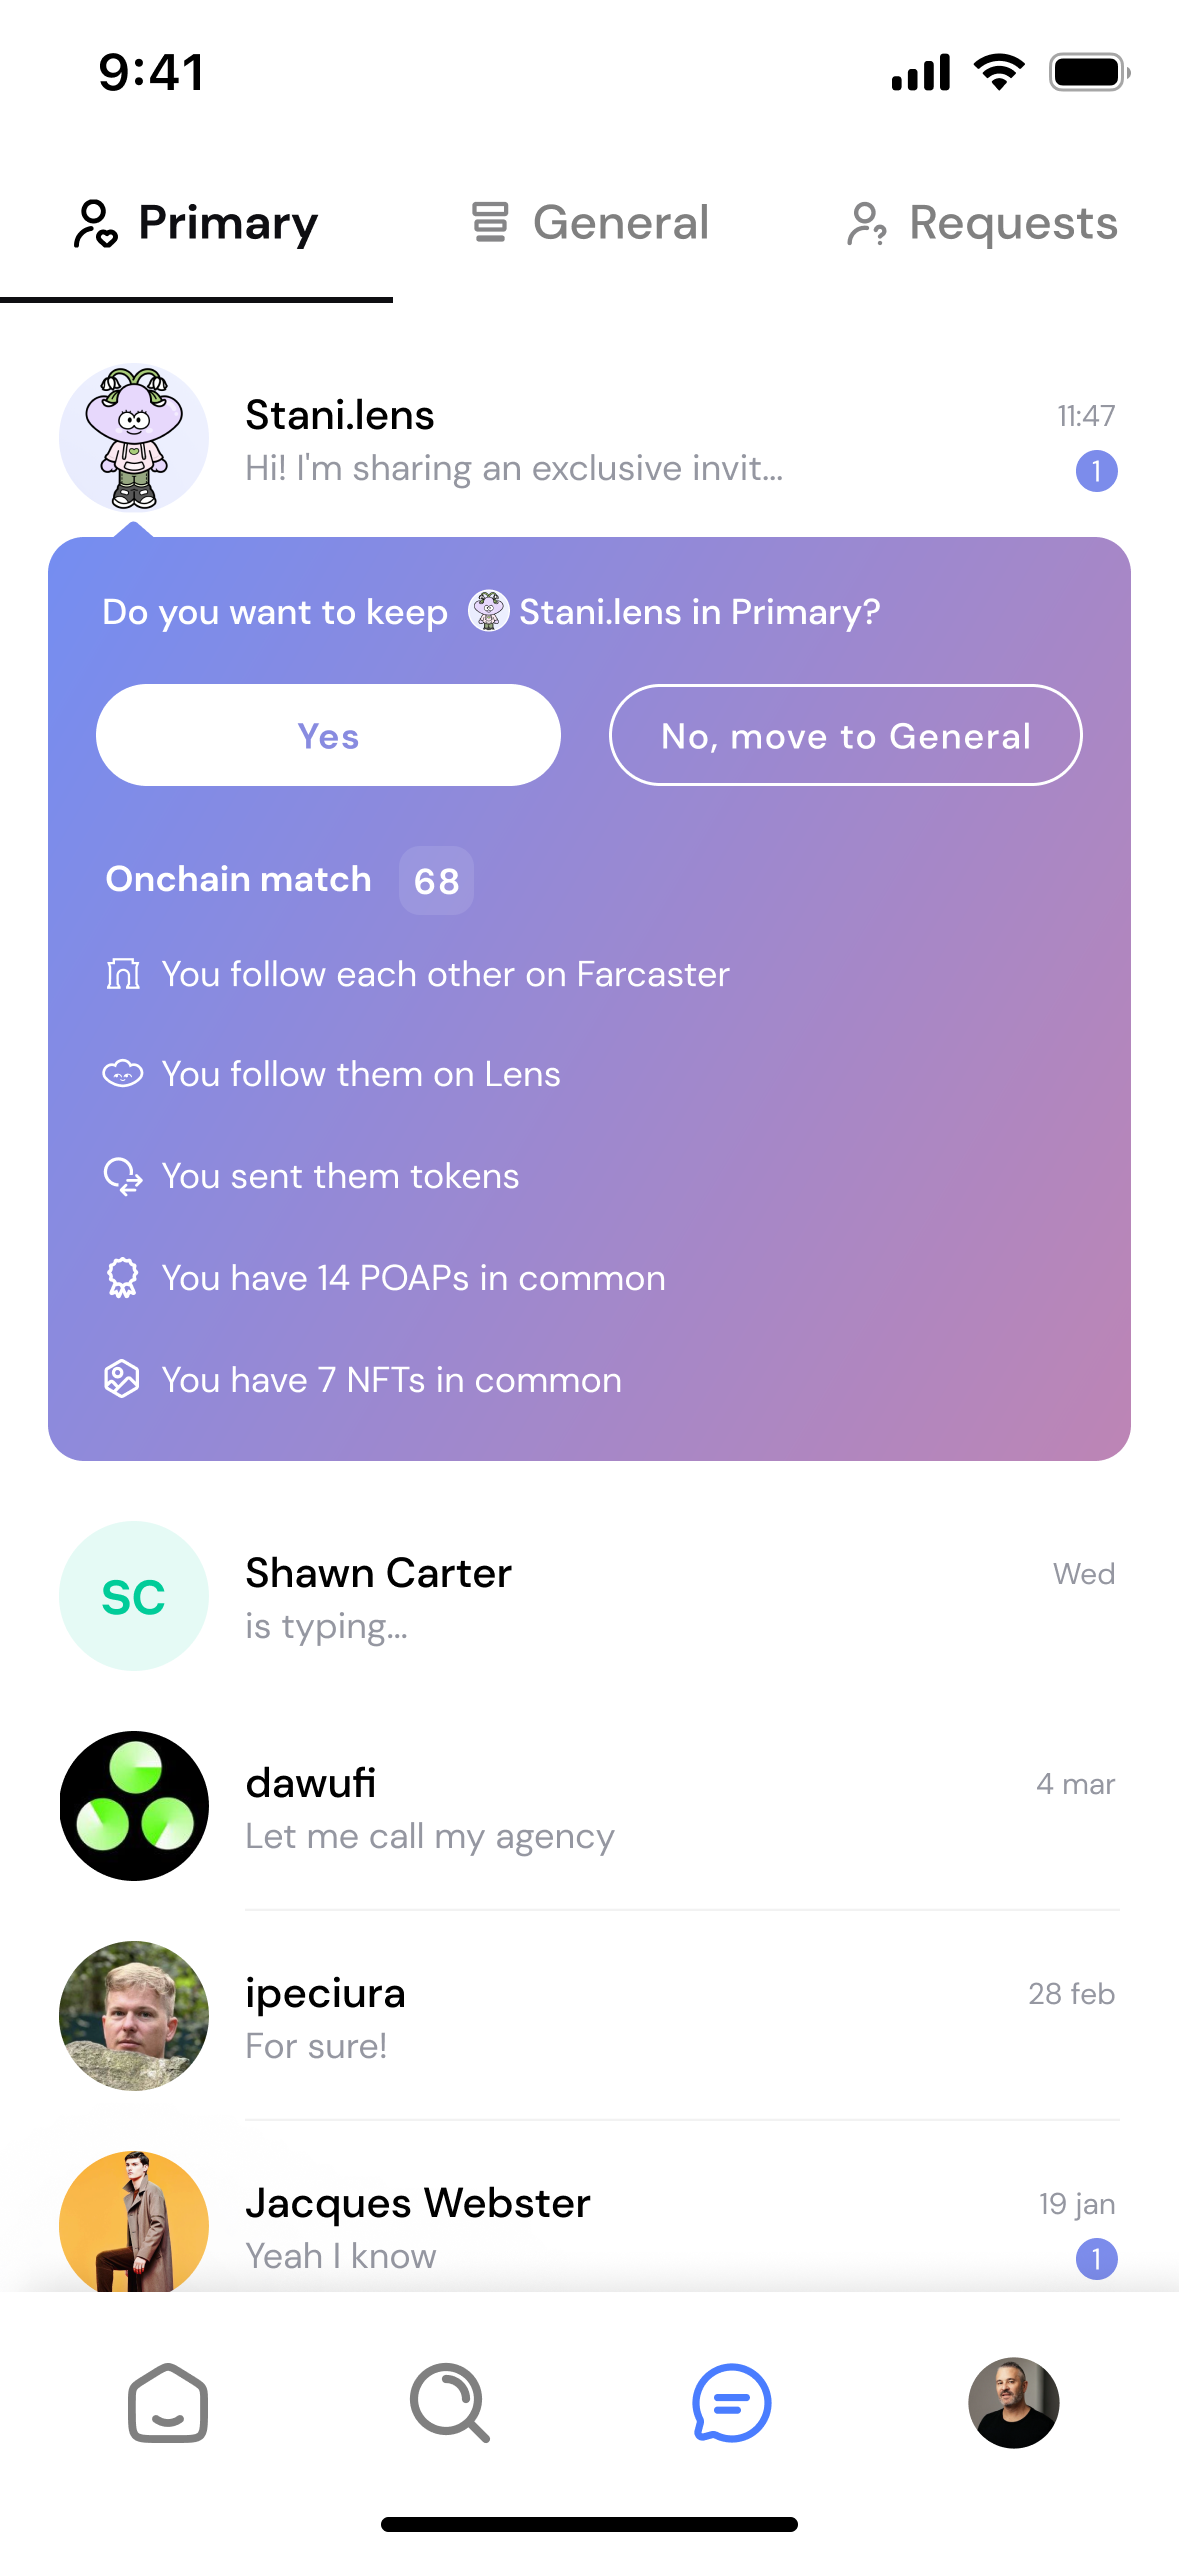 9:41
Primary
General
Requests
Stani.lens
11:47
Hi! I'm sharing an exclusive invit...
1
Do you want to keep Stani.lens in Primary?
Yes
No, move to General
Onchain match 68
You follow each other on Farcaster
You follow them on Lens
You sent them tokens
You have 14 POAPs in common
You have 7 NFTs in common
SC
Shawn Carter
Wed
is typing...
dawufi
4 mar
Let me call my agency
ipeciura
28 feb
For sure!
Jacques Webster
19 jan
Yeah I know
1